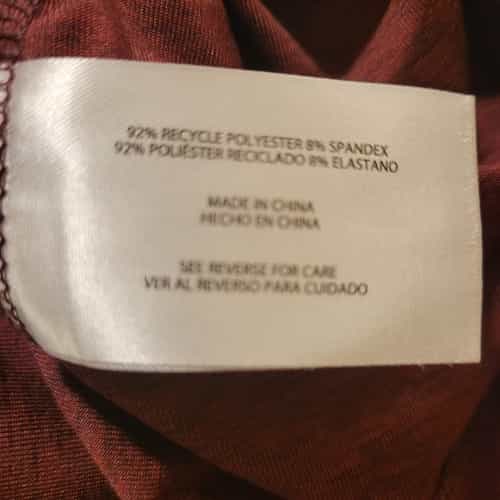 92% RECYCLE POLYESTER 8% SPANDEX
92% POLIÉSTER RECICLADO 8% ELASTANO
MADE IN CHINA
HECHO EN CHINA
SEE REVERSE FOR CARE
VER AL REVERSO PARA CUIDADO